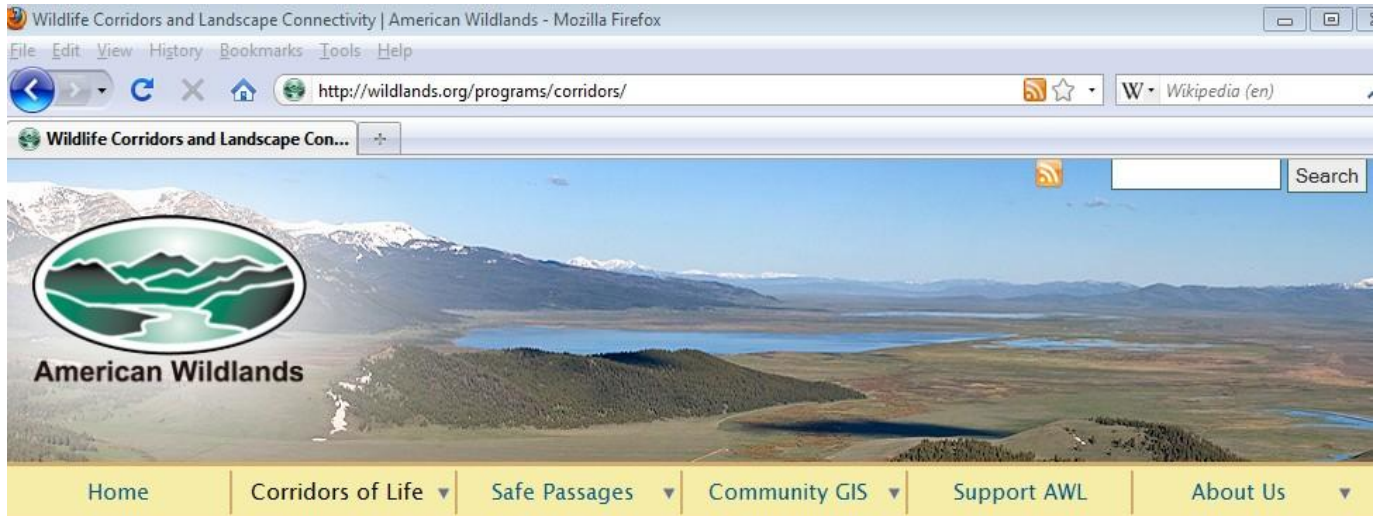 Wildlife Corridors and Landscape Connectivity | American Wildlands - Mozilla Firefox
File Edit View History Bookmarks Tools Help
http://wildlands.org/programs/corridors/ W Wikipedia (en)
Wildlife Corridors and Landscape Con...
Search
American Wildlands
Home Corridors of Life Safe Passages Community GIS Support AWL About Us